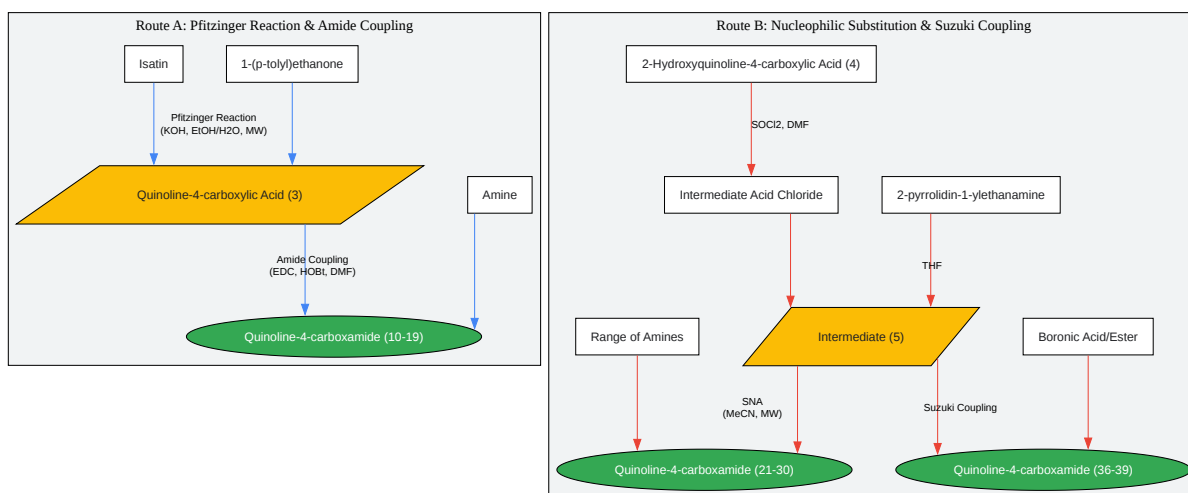 Route A: Pfitzinger Reaction & Amide Coupling
Isatin
1-(p-tolyl)ethanone
Pfitzinger Reaction
(KOH, EtOH/H2O, MW)
Quinoline-4-carboxylic Acid (3)
Amine
Amide Coupling
(EDC, HOBt, DMF)
Quinoline-4-carboxamide (10-19)
Route B: Nucleophilic Substitution & Suzuki Coupling
2-Hydroxyquinoline-4-carboxylic Acid (4)
SOCl2, DMF
Intermediate Acid Chloride
2-pyrrolidin-1-ylethanamine
THF
Range of Amines
Intermediate (5)
Boronic Acid/Ester
SNA
(MeCN, MW)
Suzuki Coupling
Quinoline-4-carboxamide (21-30)
Quinoline-4-carboxamide (36-39)